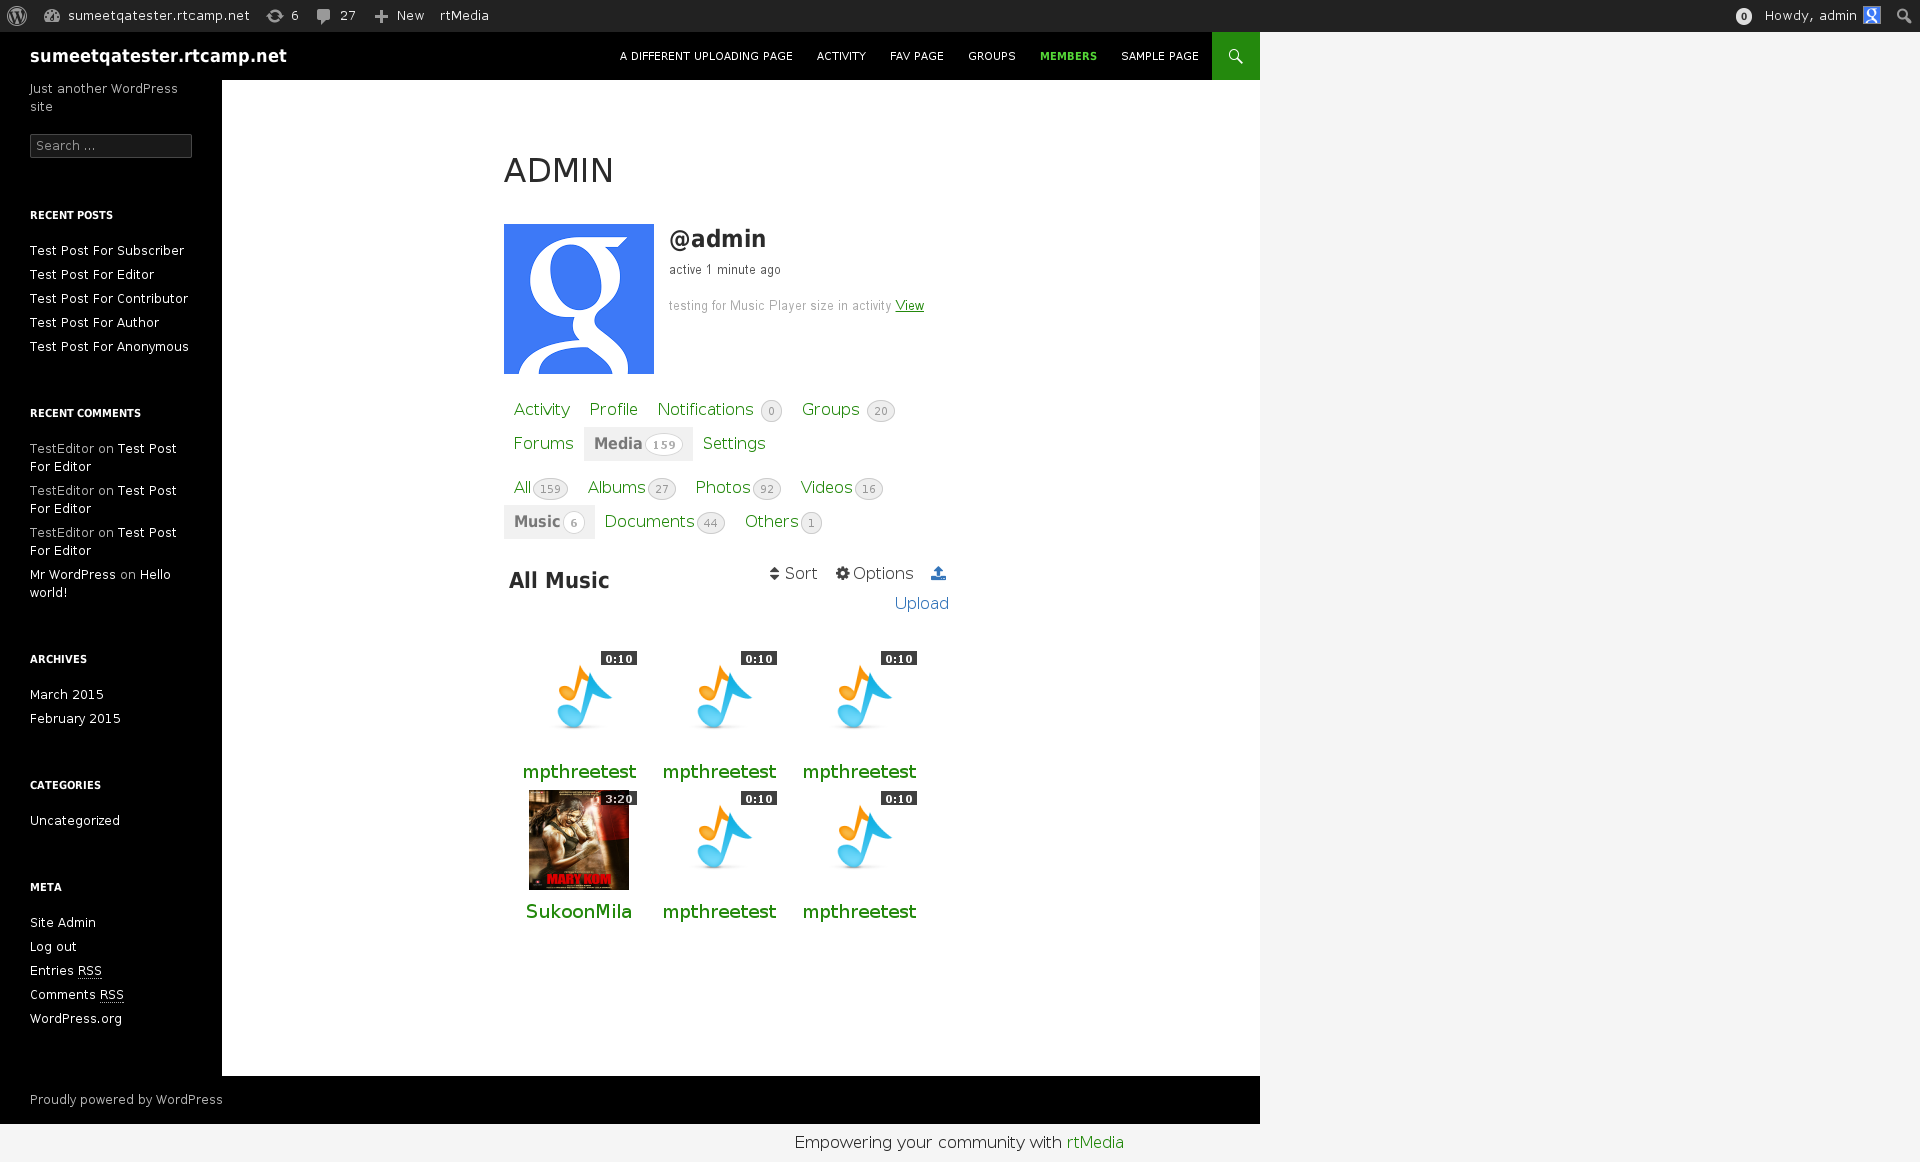 sumeetqatester.rtcamp.net 6 27 New rtMedia 0 Howdy, admin
sumeetqatester.rtcamp.net
A DIFFERENT UPLOADING PAGE ACTIVITY FAV PAGE GROUPS MEMBERS SAMPLE PAGE
Just another WordPress
site
Search ...
RECENT POSTS
Test Post For Subscriber
Test Post For Editor
Test Post For Contributor
Test Post For Author
Test Post For Anonymous
RECENT COMMENTS
TestEditor on Test Post
For Editor
TestEditor on Test Post
For Editor
TestEditor on Test Post
For Editor
Mr WordPress on Hello
world!
ARCHIVES
March 2015
February 2015
CATEGORIES
Uncategorized
META
Site Admin
Log out
Entries RSS
Comments RSS
WordPress.org
ADMIN
@admin
active 1 minute ago
testing for Music Player size in activity View
Activity Profile Notifications 0 Groups 20
Forums Media 159 Settings
All 159 Albums 27 Photos 92 Videos 16
Music 6 Documents 44 Others 1
All Music
Sort Options
Upload
0:10 0:10 0:10
mpthreetest mpthreetest mpthreetest
3:20 0:10 0:10
MARY KOM
SukoonMila mpthreetest mpthreetest
Proudly powered by WordPress
Empowering your community with rtMedia